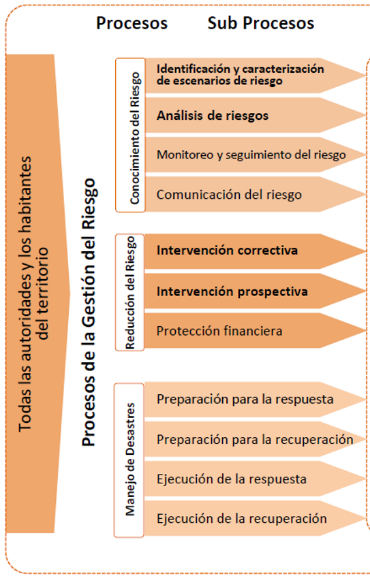 Procesos
Sub Procesos
Todas las autoridades y los habitantes
del territorio
Procesos de la Gestión del Riesgo
Conocimiento del Riesgo
Identificación y caracterización
de escenarios de riesgo
Análisis de riesgos
Monitoreo y seguimiento del riesgo
Comunicación del riesgo
Reducción del Riesgo
Intervención correctiva
Intervención prospectiva
Protección financiera
Manejo de Desastres
Preparación para la respuesta
Preparación para la recuperación
Ejecución de la respuesta
Ejecución de la recuperación